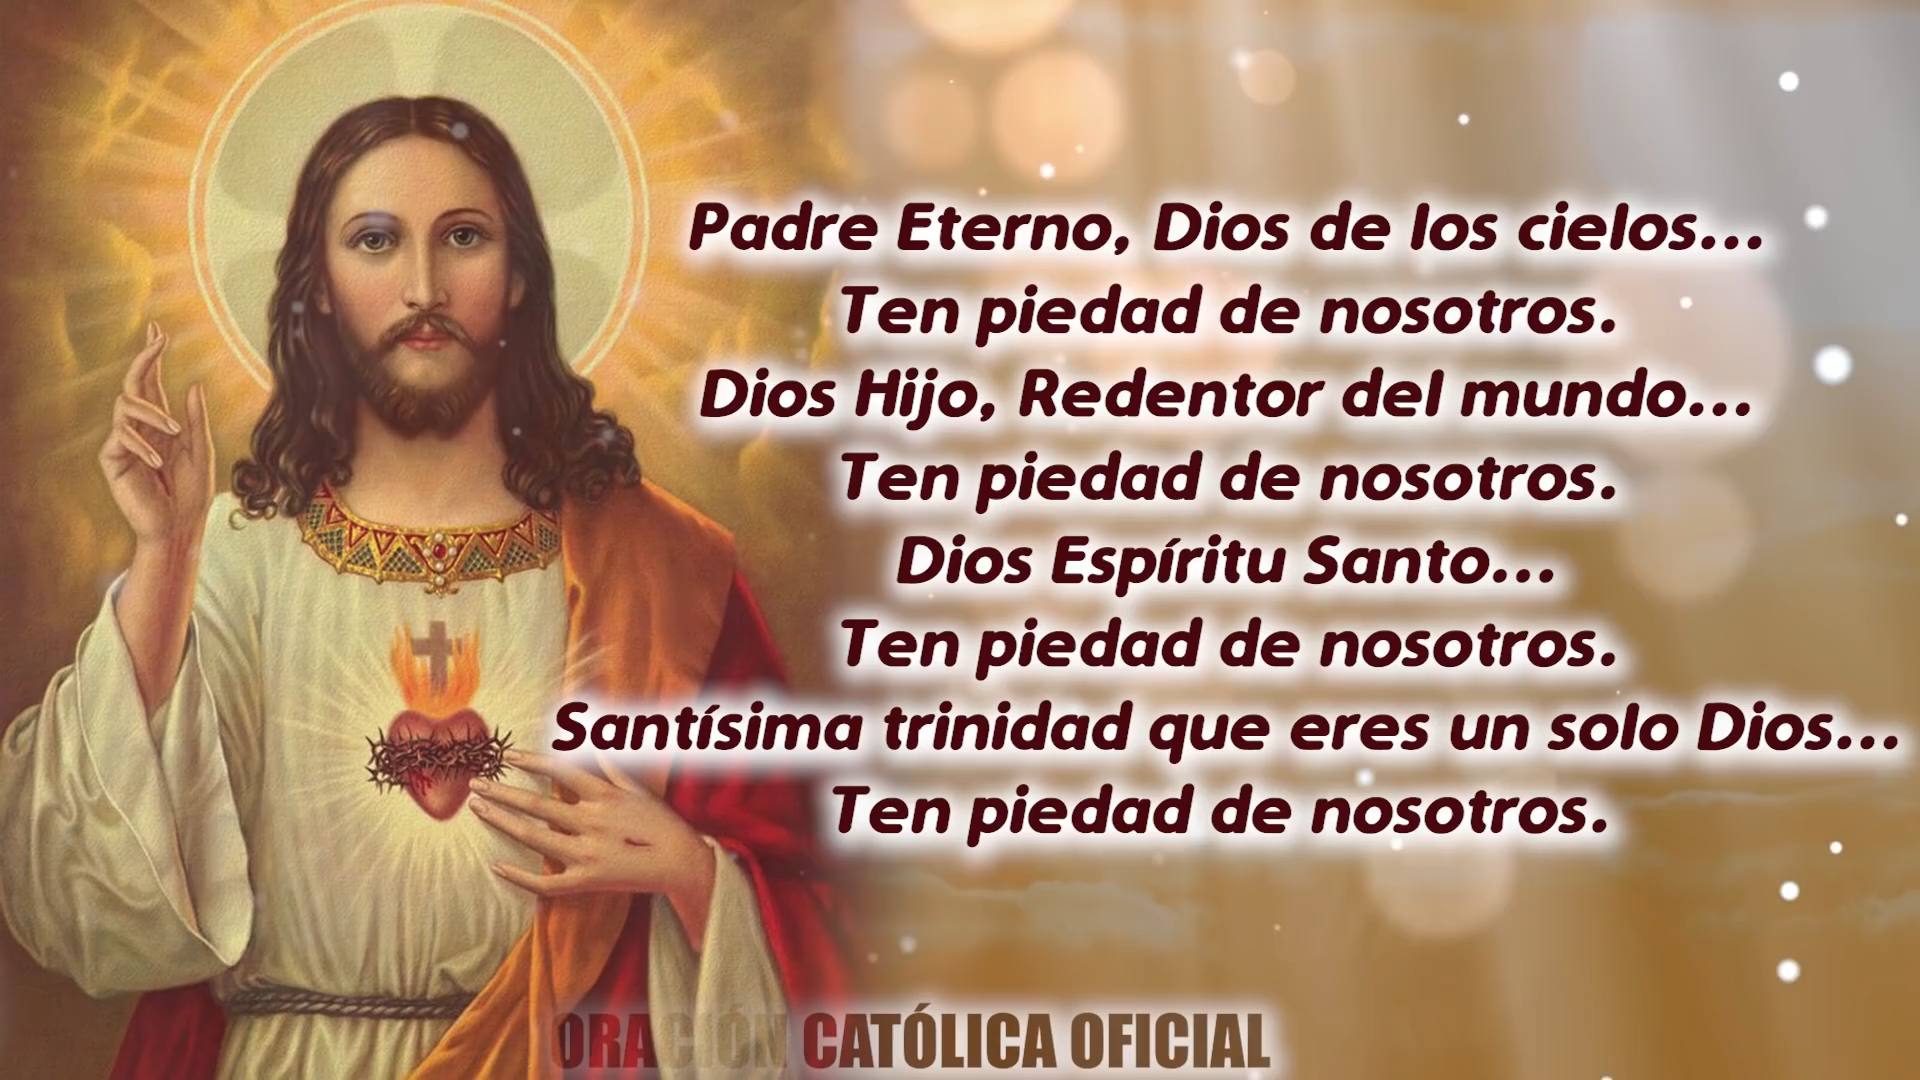 Padre Eterno, Dios de los cielos...
Ten piedad de nosotros.
Dios Hijo, Redentor del mundo...
Ten piedad de nosotros.
Dios Espíritu Santo...
Ten piedad de nosotros.
Santísima trinidad que eres un solo Dios...
Ten piedad de nosotros.
ORACIÓN CATÓLICA OFICIAL